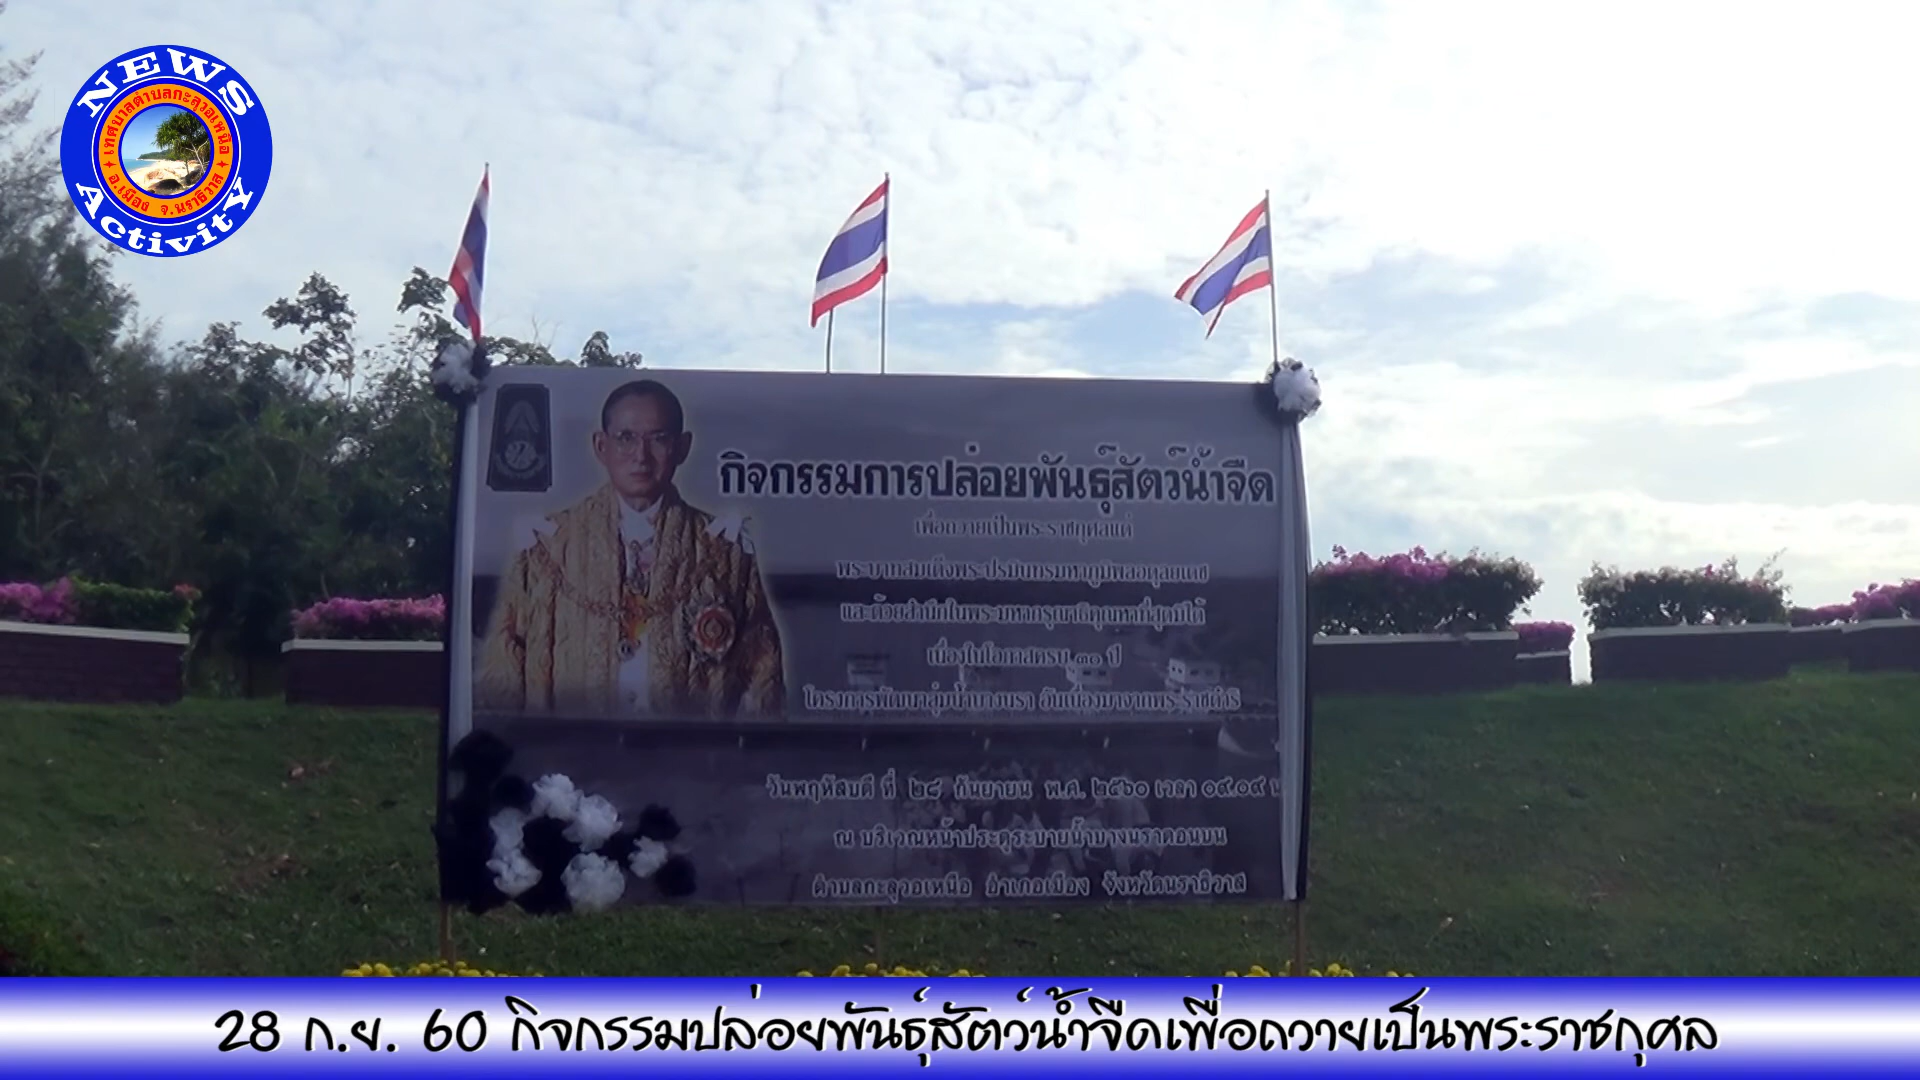 NEWS
เทศบาลตำบลกะลุวอเหนือ
อ.เมือง จ.นราธิวาส
Activity
กิจกรรมการปล่อยพันธุ์สัตว์น้ำจืด
เพื่อถวายเป็นพระราชกุศลแด่
พระบาทสมเด็จพระปรมินทรมหาภูมิพลอดุลยเดช
และด้วยสำนึกในพระมหากรุณาธิคุณหาที่สุดมิได้
เนื่องในโอกาสครบ ๓๐ ปี
โครงการพัฒนาลุ่มน้ำบางนรา อันเนื่องมาจากพระราชดำริ
วันพฤหัสบดี ที่ ๒๘ กันยายน พ.ศ. ๒๕๖๐ เวลา ๐๙.๐๙ น
ณ บริเวณหน้าประตูระบายน้ำบางนราตอนบน
ตำบลกะลุวอเหนือ อำเภอเมือง จังหวัดนราธิวาส
28 ก.ย. 60 กิจกรรมปล่อยพันธุ์สัตว์น้ำจืดเพื่อถวายเป็นพระราชกุศล